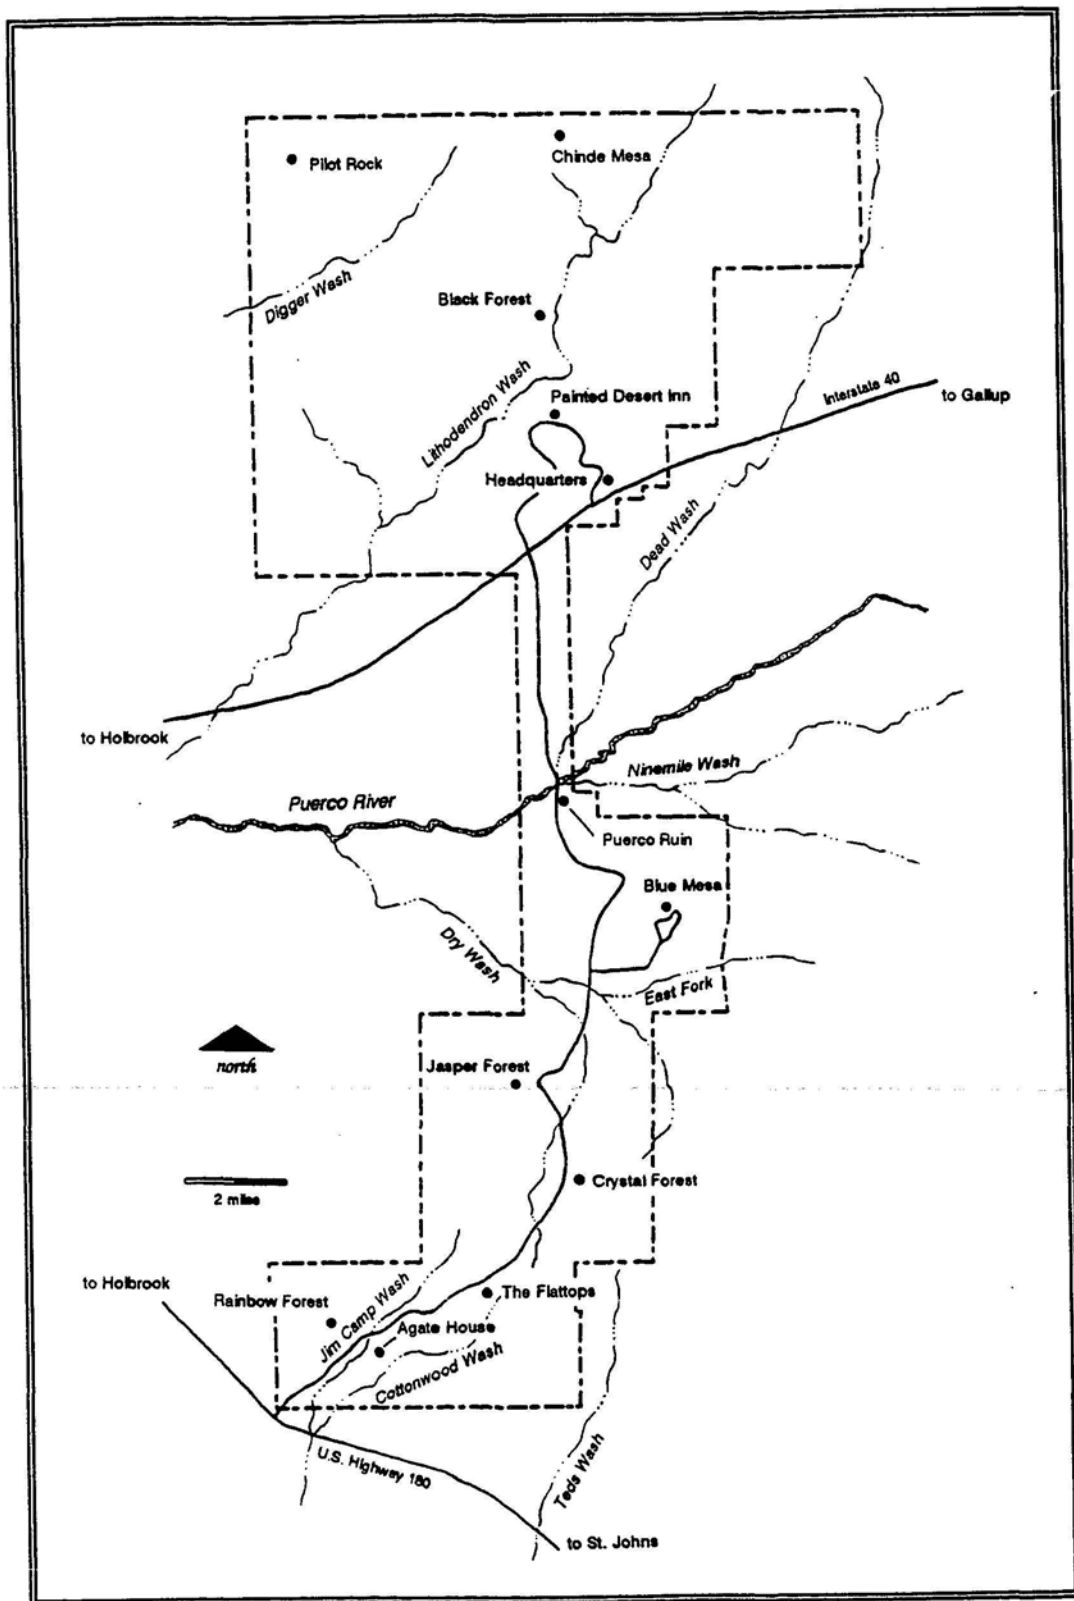 Pilot Rock
Chinde Mesa
Digger Wash
Black Forest
Lithodendron Wash
Painted Desert Inn
Interstate 40
to Gallup
Headquarters
Dead Wash
to Holbrook
Ninemile Wash
Puerco River
Puerco Ruin
Blue Mesa
Dry Wash
East Fork
north
Jasper Forest
2 miles
Crystal Forest
to Holbrook
Rainbow Forest
Jim Camp Wash
The Flattops
Agate House
Cottonwood Wash
U.S. Highway 180
Teds Wash
to St. Johns